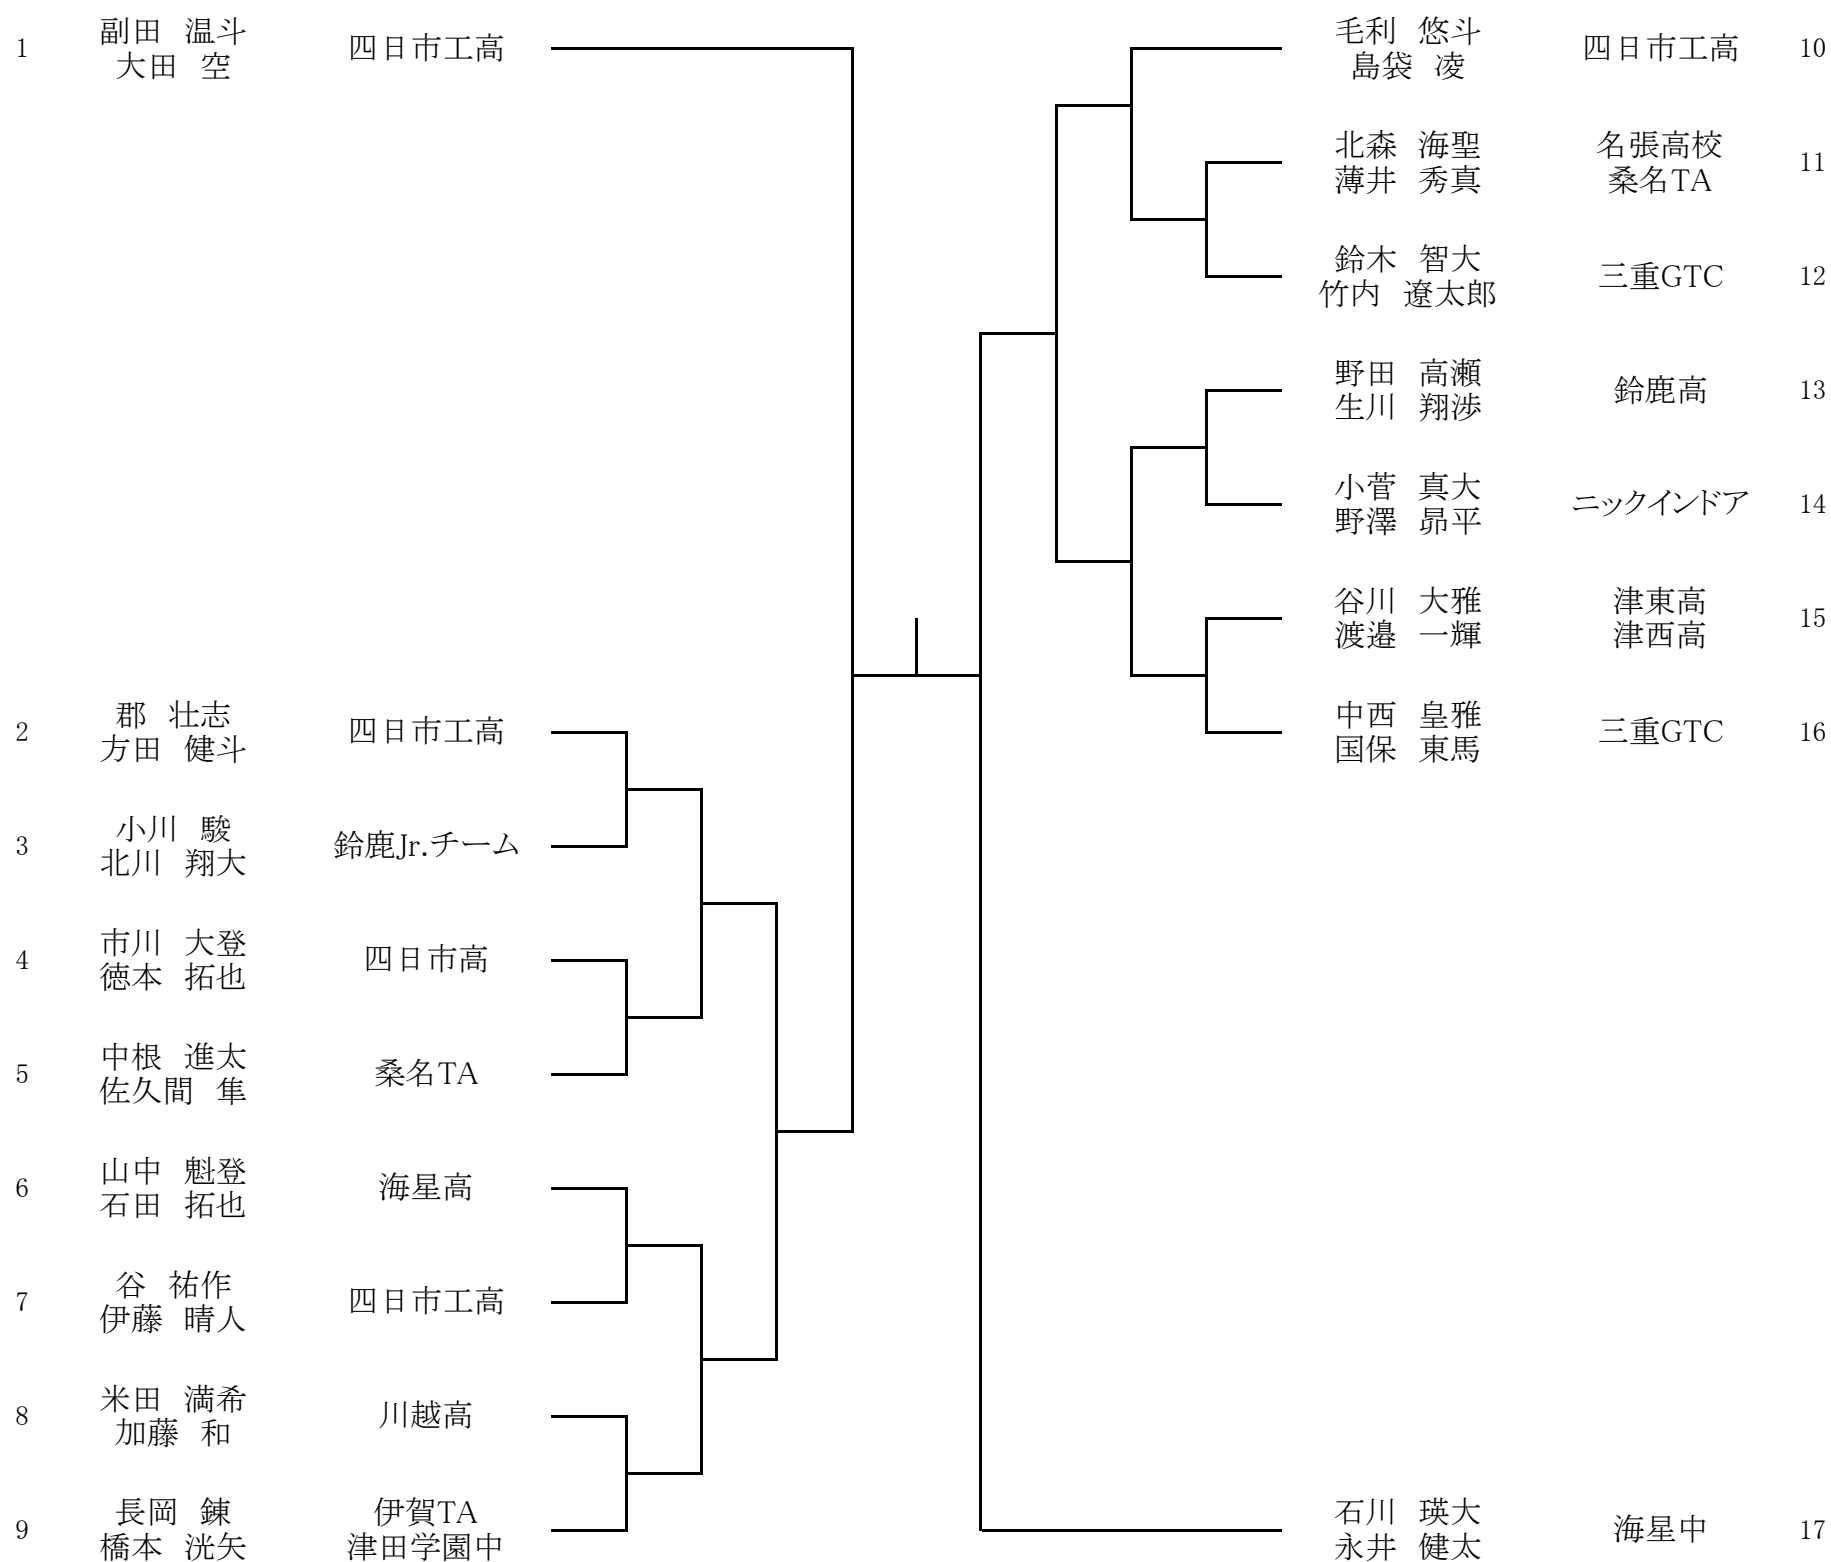 1
副田　温斗
大田　空
四日市工高
2
郡　壮志
方田　健斗
四日市工高
3
小川　駿
北川　翔大
鈴鹿Jr.チーム
4
市川　大登
徳本　拓也
四日市高
5
中根　進太
佐久間　隼
桑名TA
6
山中　魁登
石田　拓也
海星高
7
谷　祐作
伊藤　晴人
四日市工高
8
米田　満希
加藤　和
川越高
9
長岡　錬
橋本　洸矢
伊賀TA
津田学園中
毛利　悠斗
島袋　凌
四日市工高
10
北森　海聖
薄井　秀真
名張高校
桑名TA
11
鈴木　智大
竹内　遼太郎
三重GTC
12
野田　高瀬
生川　翔渉
鈴鹿高
13
小菅　真大
野澤　昴平
ニックインドア
14
谷川　大雅
渡邉　一輝
津東高
津西高
15
中西　皇雅
国保　東馬
三重GTC
16
石川　瑛大
永井　健太
海星中
17